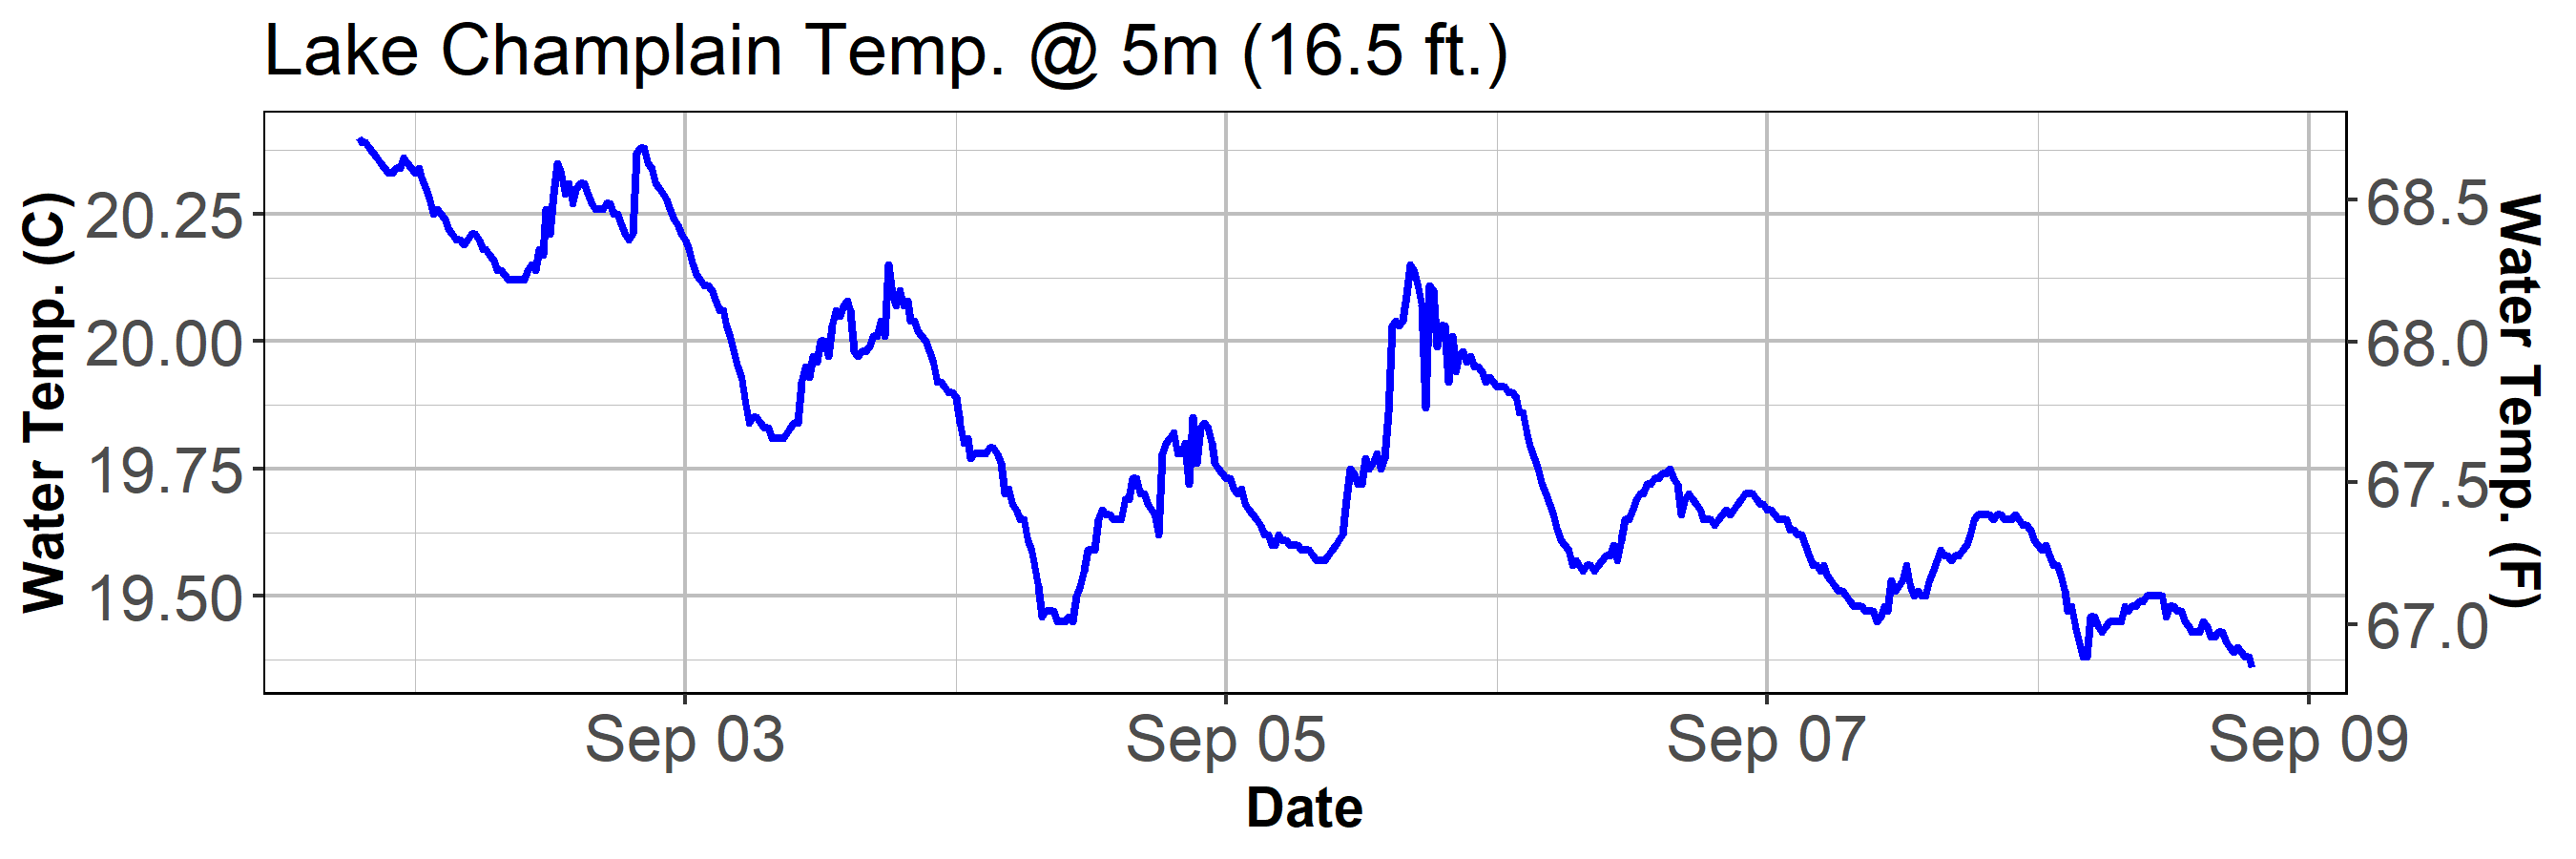 Lake Champlain Temp. @ 5m (16.5 ft.)
Water Temp. (C)
20.25
20.00
19.75
19.50
68.5
68.0
67.5
67.0
Water Temp. (F)
Sep 03
Sep 05
Sep 07
Sep 09
Date